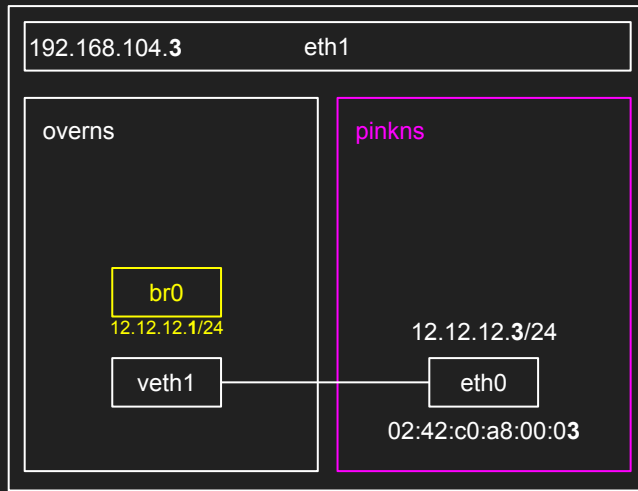 192.168.104.3 eth1
overns
pinkns
br0
12.12.12.1/24
12.12.12.3/24
veth1
eth0
02:42:c0:a8:00:03